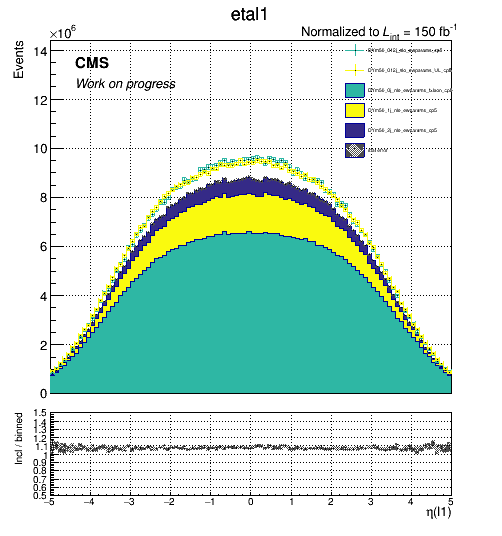 etal1
Normalized to L_int = 150 fb^-1
×10^6
Events
CMS
Work on progress
14
12
10
8
6
4
2
0
Incl / binned
1.5
1.4
1.3
1.2
1.1
1
0.9
0.8
0.7
0.6
0.5
−5 −4 −3 −2 −1 0 1 2 3 4 5
η(l1)